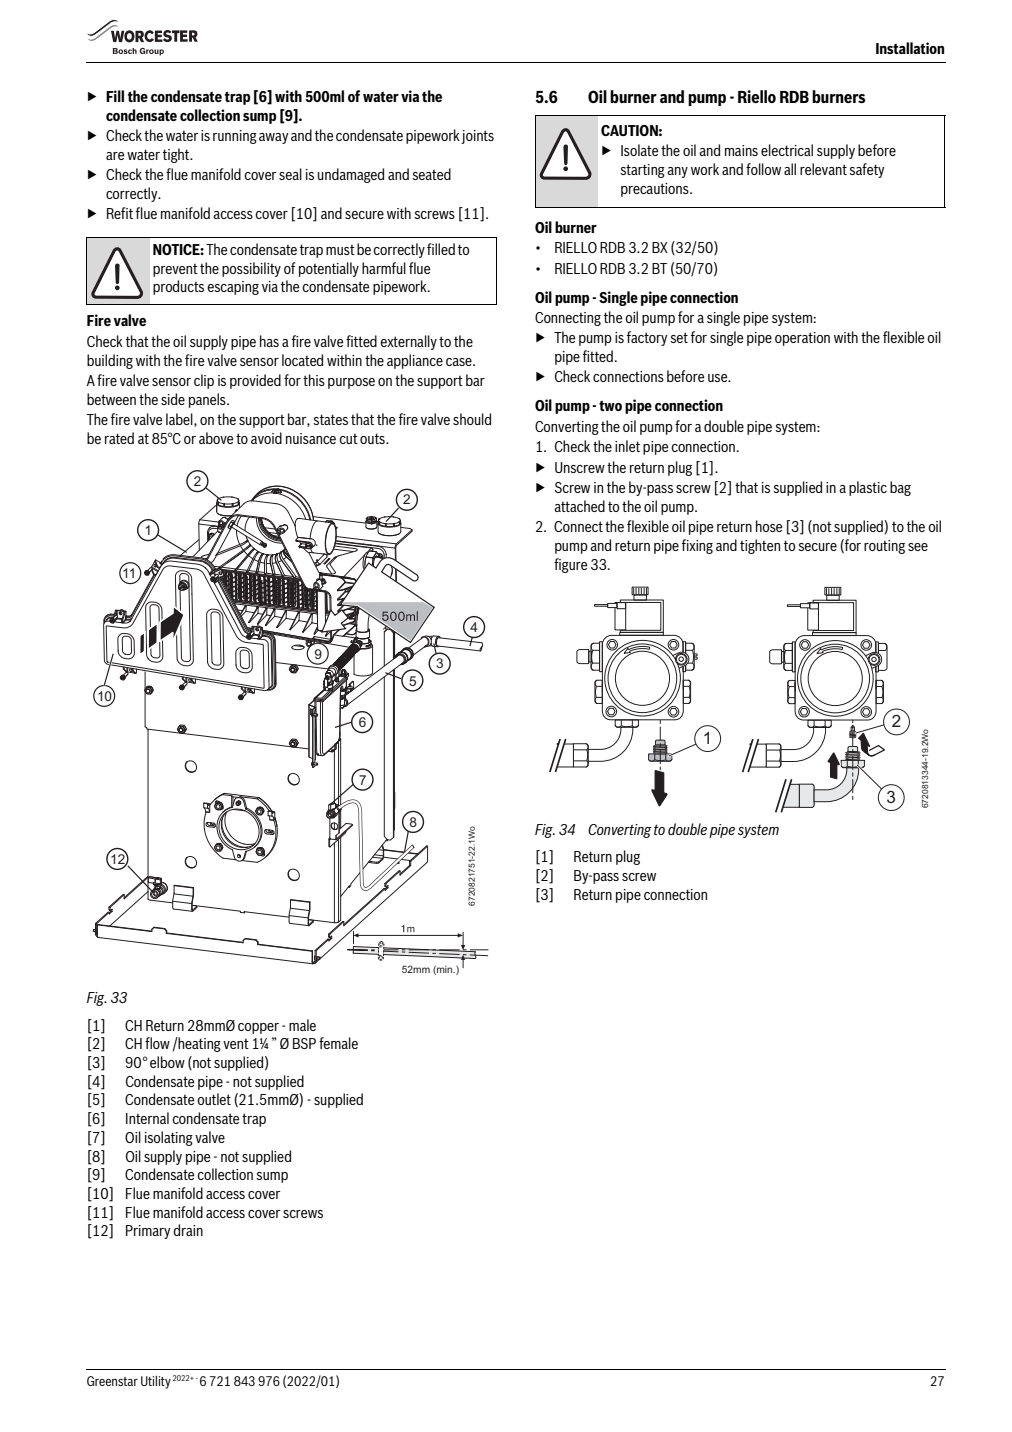 WORCESTER
Bosch Group
Installation
▶ Fill the condensate trap [6] with 500ml of water via the
condensate collection sump [9].
▶ Check the water is running away and the condensate pipework joints
are water tight.
▶ Check the flue manifold cover seal is undamaged and seated
correctly.
▶ Refit flue manifold access cover [10] and secure with screws [11].
NOTICE: The condensate trap must be correctly filled to
prevent the possibility of potentially harmful flue
products escaping via the condensate pipework.
Fire valve
Check that the oil supply pipe has a fire valve fitted externally to the
building with the fire valve sensor located within the appliance case.
A fire valve sensor clip is provided for this purpose on the support bar
between the side panels.
The fire valve label, on the support bar, states that the fire valve should
be rated at 85°C or above to avoid nuisance cut outs.
2
2
1
11
500ml
4
9
3
5
10
6
7
8
12
6720821751-22.1Wo
1m
52mm (min.)
Fig. 33
[1] CH Return 28mmØ copper - male
[2] CH flow /heating vent 1¼ ” Ø BSP female
[3] 90° elbow (not supplied)
[4] Condensate pipe - not supplied
[5] Condensate outlet (21.5mmØ) - supplied
[6] Internal condensate trap
[7] Oil isolating valve
[8] Oil supply pipe - not supplied
[9] Condensate collection sump
[10] Flue manifold access cover
[11] Flue manifold access cover screws
[12] Primary drain
5.6 Oil burner and pump - Riello RDB burners
CAUTION:
▶ Isolate the oil and mains electrical supply before
starting any work and follow all relevant safety
precautions.
Oil burner
• RIELLO RDB 3.2 BX (32/50)
• RIELLO RDB 3.2 BT (50/70)
Oil pump - Single pipe connection
Connecting the oil pump for a single pipe system:
▶ The pump is factory set for single pipe operation with the flexible oil
pipe fitted.
▶ Check connections before use.
Oil pump - two pipe connection
Converting the oil pump for a double pipe system:
1. Check the inlet pipe connection.
▶ Unscrew the return plug [1].
▶ Screw in the by-pass screw [2] that is supplied in a plastic bag
attached to the oil pump.
2. Connect the flexible oil pipe return hose [3] (not supplied) to the oil
pump and return pipe fixing and tighten to secure (for routing see
figure 33.
1
2
3
6720813344-19.2Wo
Fig. 34 Converting to double pipe system
[1] Return plug
[2] By-pass screw
[3] Return pipe connection
Greenstar Utility 2022+ - 6 721 843 976 (2022/01)
27